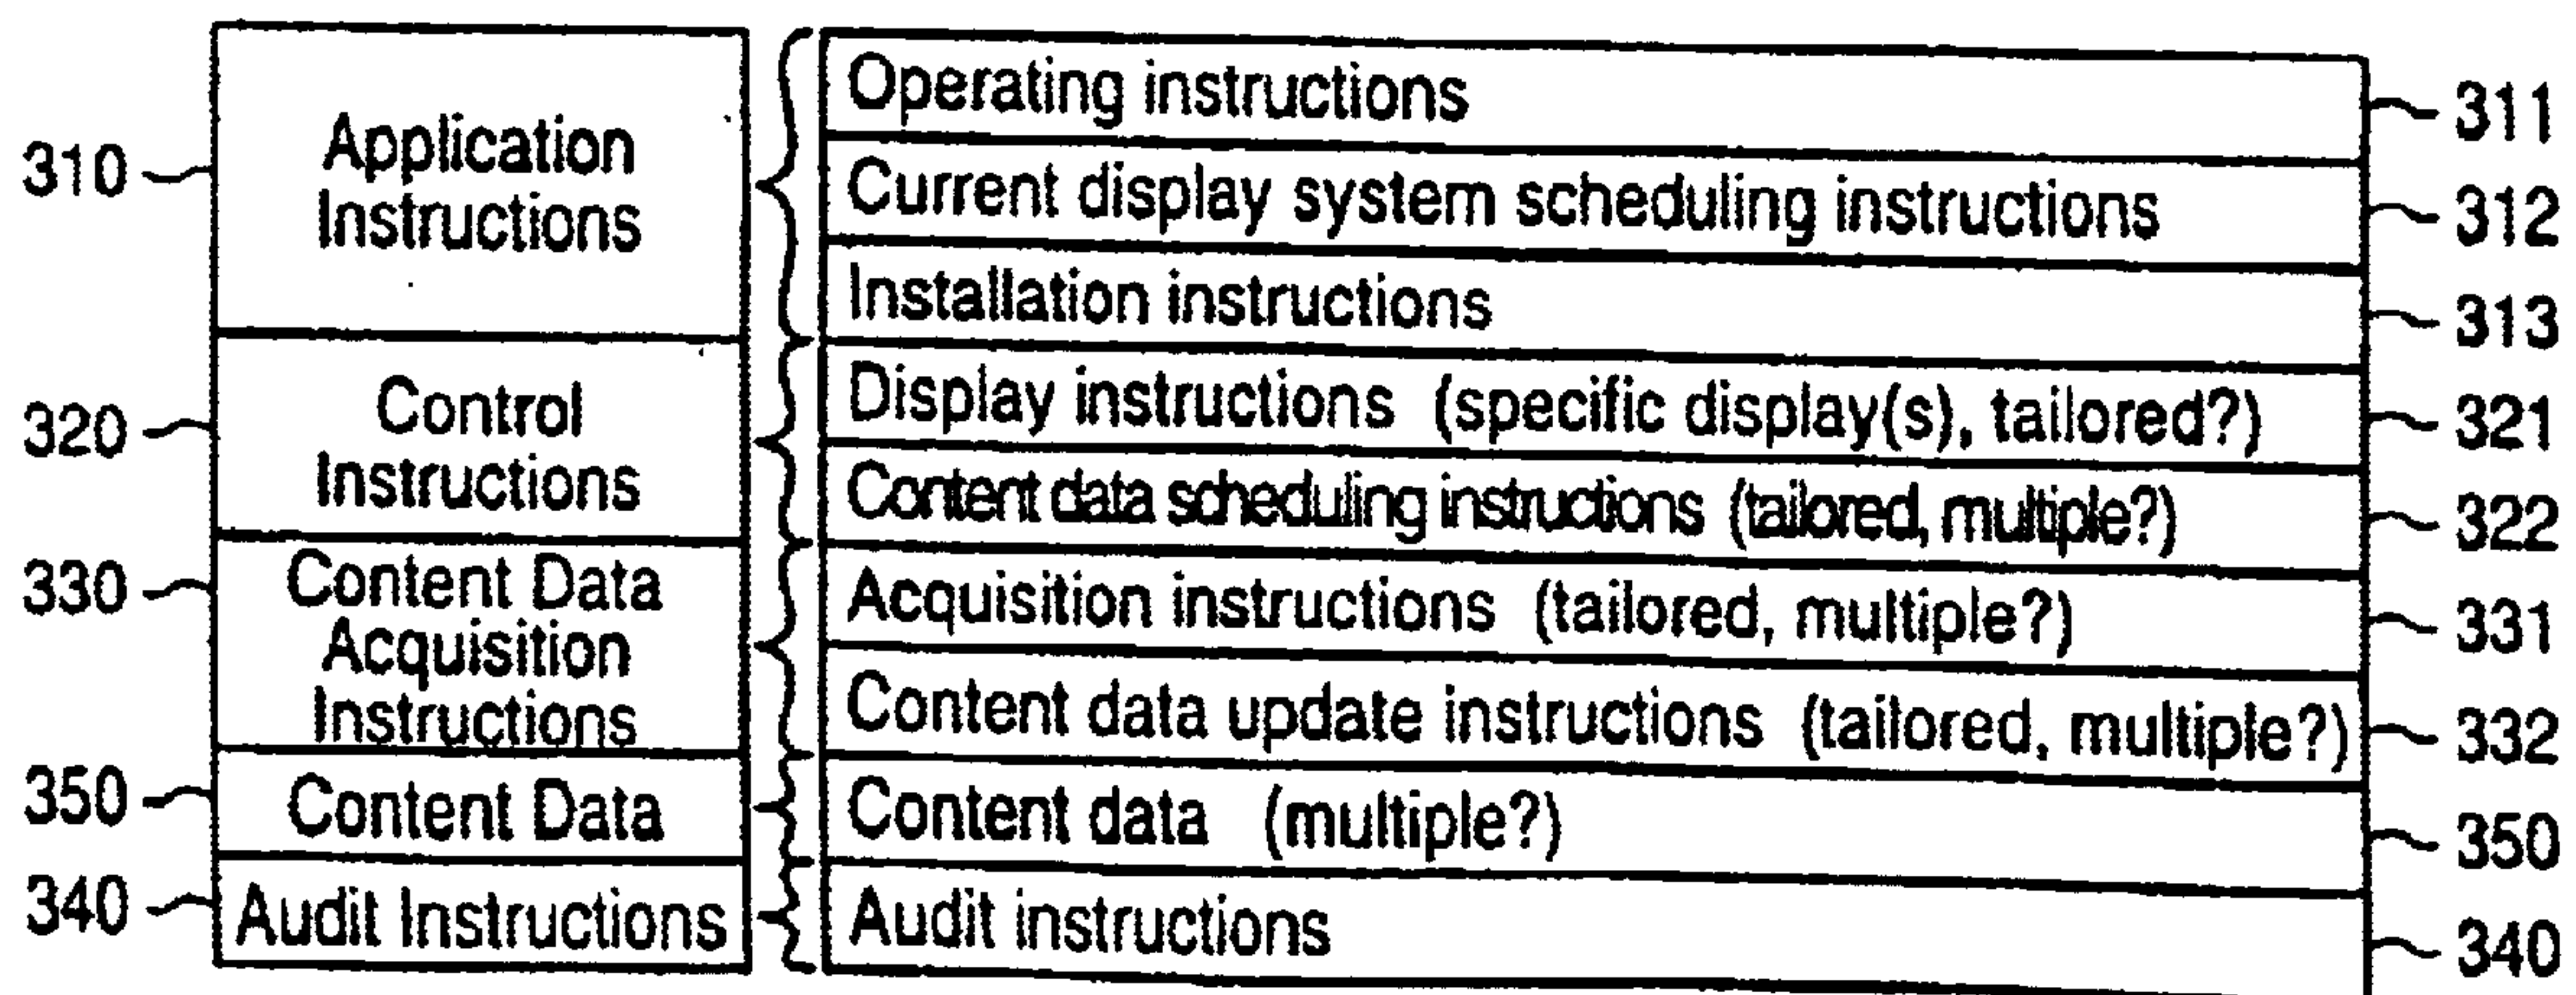 310
Application
Instructions
320
Control
Instructions
330
Content Data
Acquisition
Instructions
350
Content Data
340
Audit Instructions
Operating instructions
311
Current display system scheduling instructions
312
Installation instructions
313
Display instructions (specific display(s), tailored?)
321
Content data scheduling instructions (tailored, multiple?)
322
Acquisition instructions (tailored, multiple?)
331
Content data update instructions (tailored, multiple?)
332
Content data (multiple?)
350
Audit instructions
340